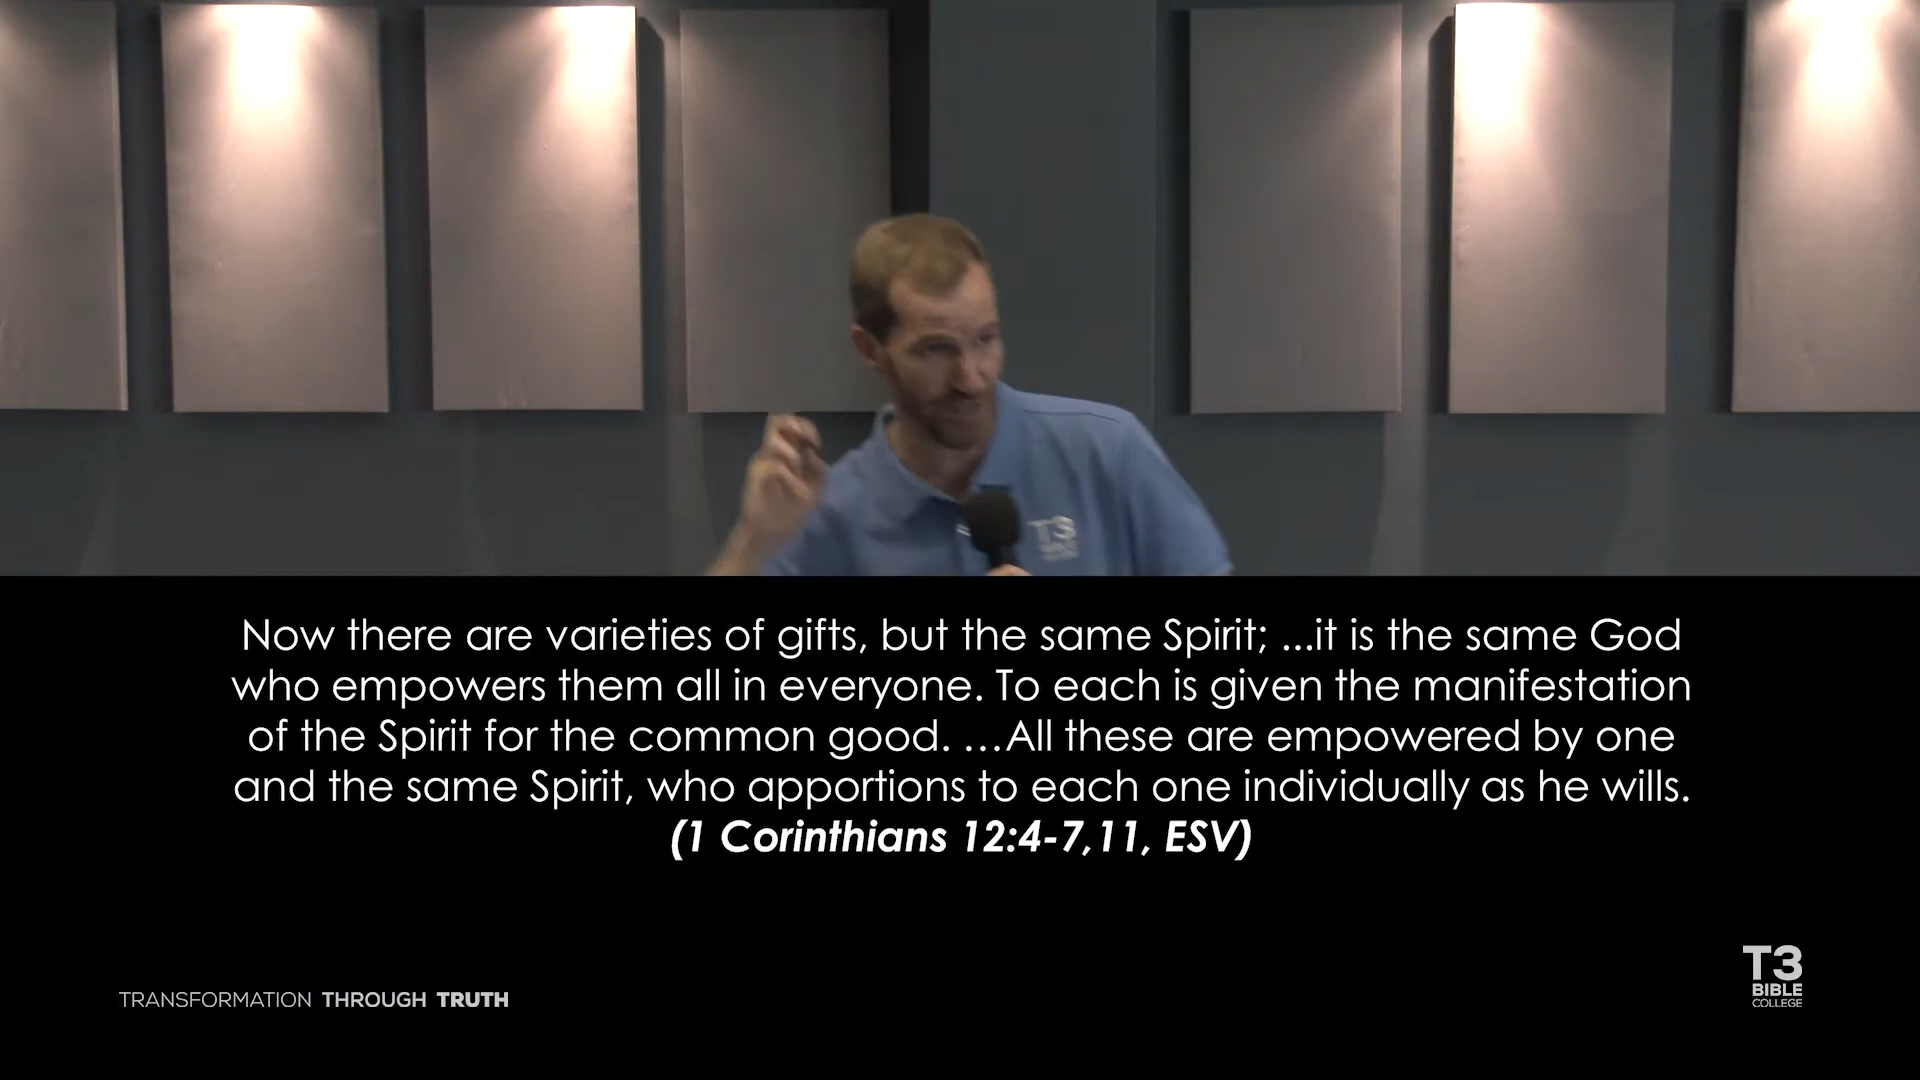 T3
Now there are varieties of gifts, but the same Spirit; ...it is the same God
who empowers them all in everyone. To each is given the manifestation
of the Spirit for the common good. …All these are empowered by one
and the same Spirit, who apportions to each one individually as he wills.
(1 Corinthians 12:4-7,11, ESV)
TRANSFORMATION THROUGH TRUTH
T3
BIBLE
COLLEGE